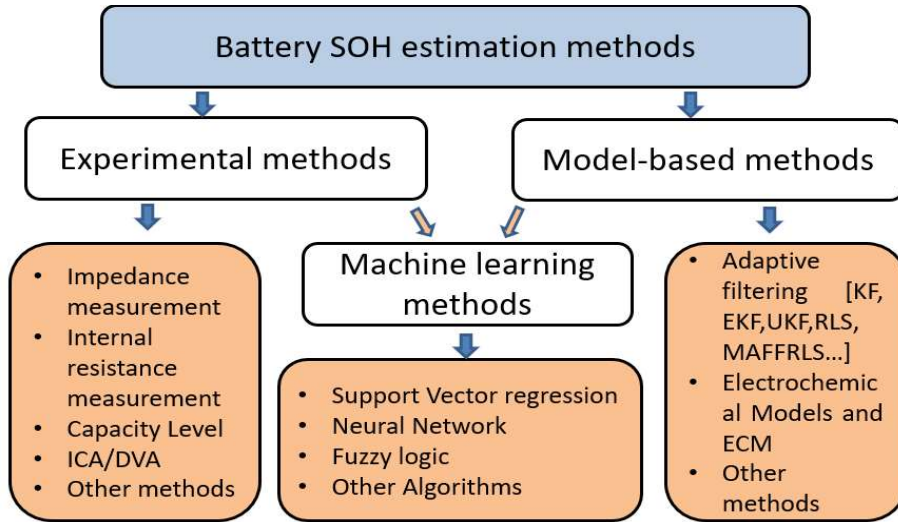 Battery SOH estimation methods
Experimental methods
Model-based methods
Machine learning
methods
• Impedance
measurement
• Internal
resistance
measurement
• Capacity Level
• ICA/DVA
• Other methods
• Support Vector regression
• Neural Network
• Fuzzy logic
• Other Algorithms
• Adaptive
filtering [KF,
EKF,UKF,RLS,
MAFFRLS...]
• Electrochemic
al Models and
ECM
• Other
methods